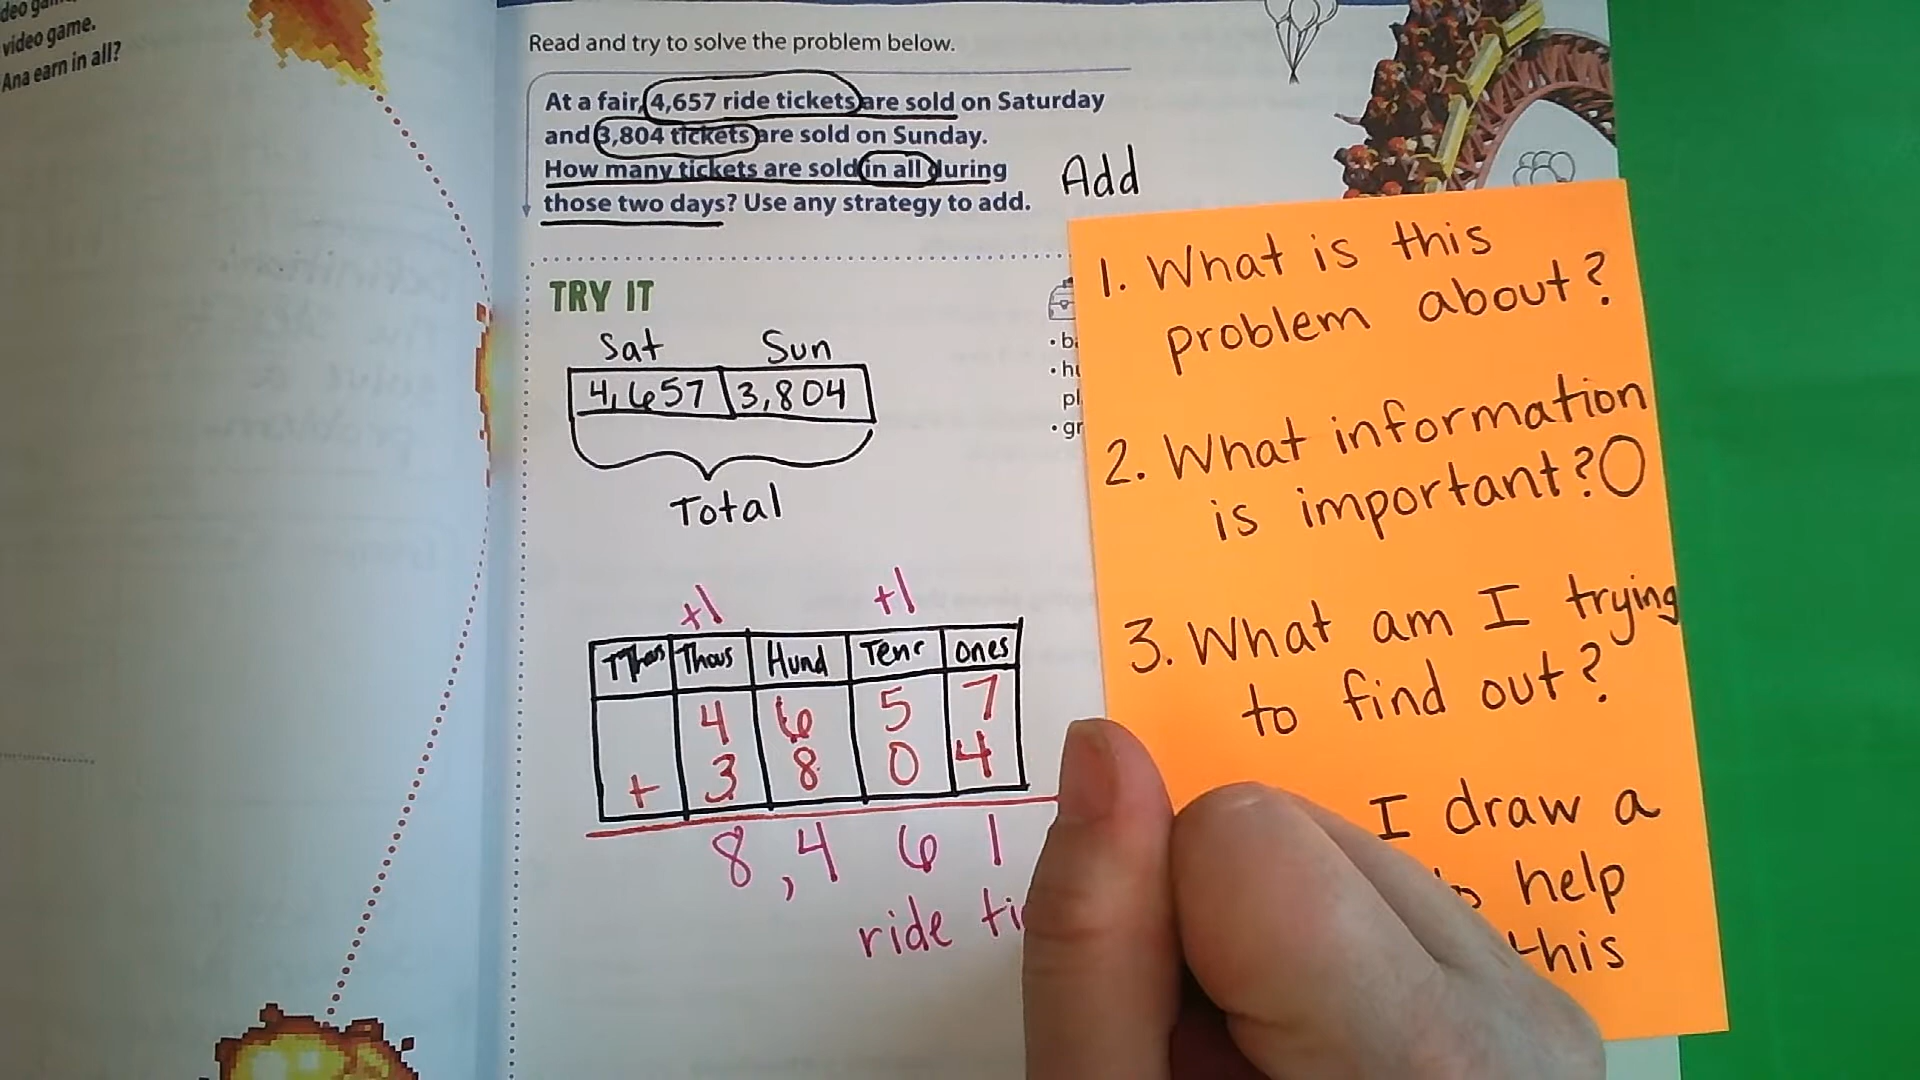 video game.
Ana earn in all?
Read and try to solve the problem below.
At a fair, 4,657 ride tickets are sold on Saturday
and 3,804 tickets are sold on Sunday.
How many tickets are sold in all during
those two days? Use any strategy to add.
Add
TRY IT
Sat Sun
4,657 3,804
Total
+1 +1
Thous Hund Tens ones
4 6 5 7
+ 3 8 0 4
8,4 6 1
ride
1. What is this
problem about?
2. What information
is important?
3. What am I trying
to find out?
I draw a
help
this